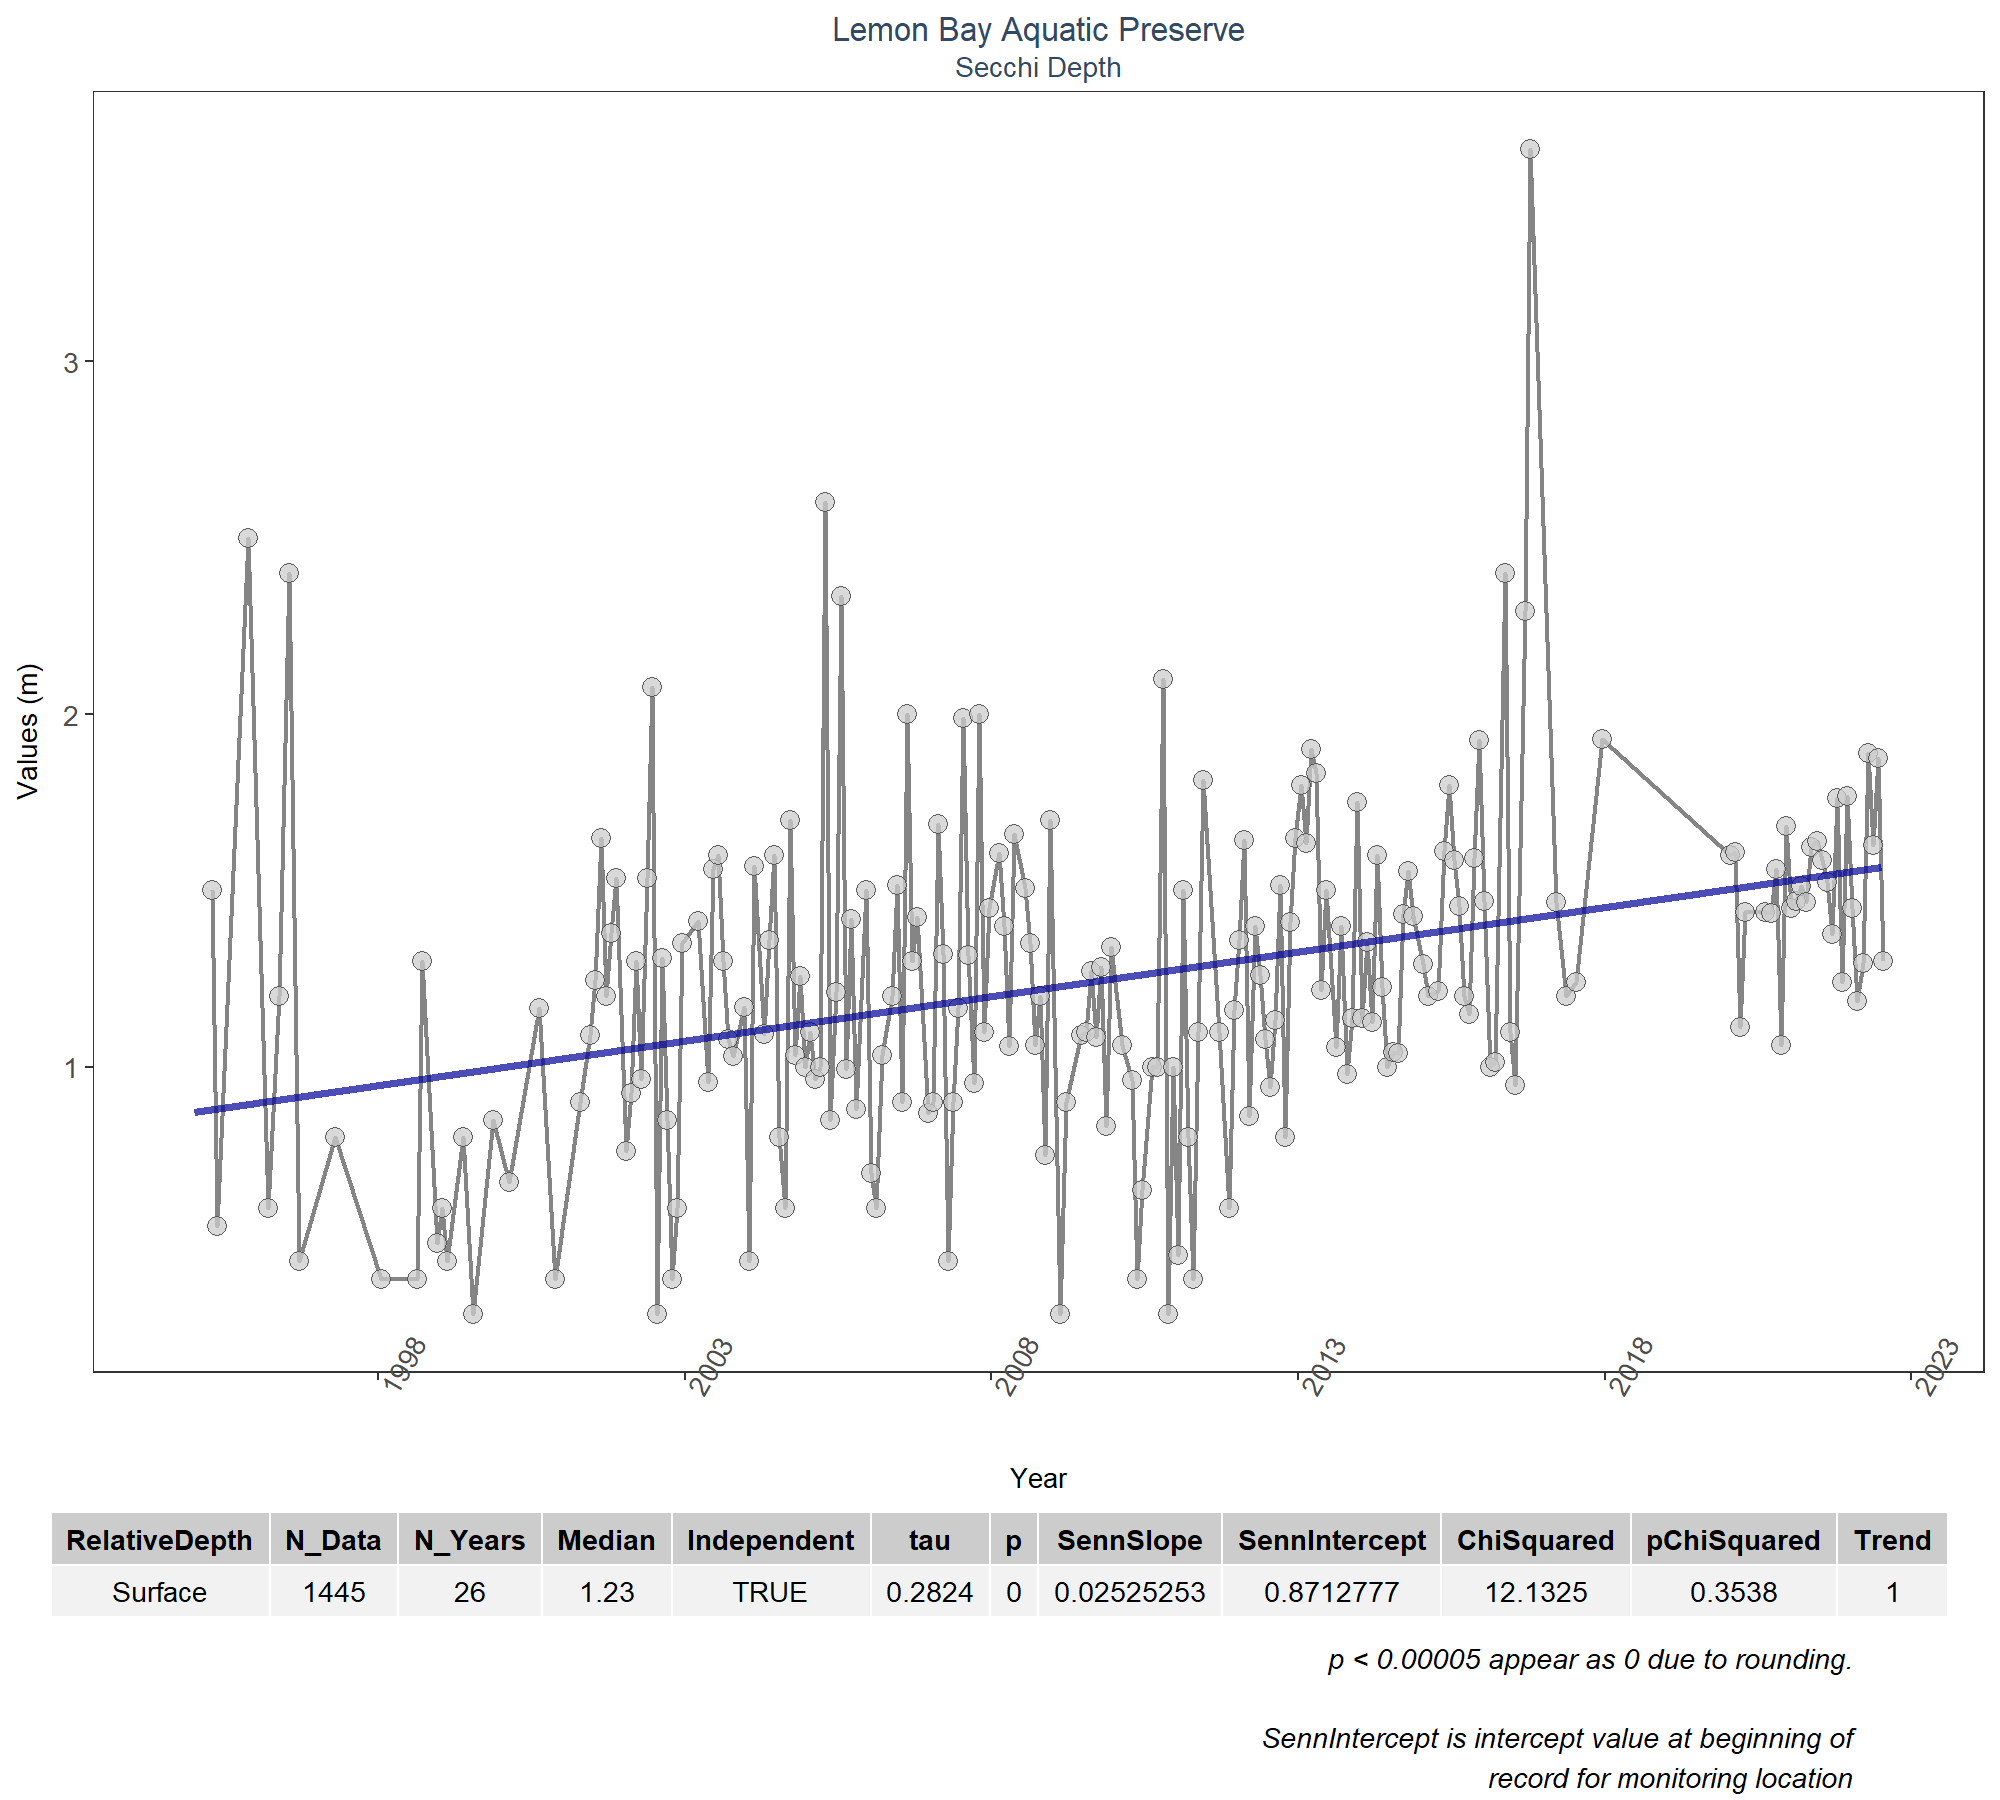 Lemon Bay Aquatic Preserve
Secchi Depth
Values (m)
3
2
1
1998 2003 2008 2013 2018 2023
Year
RelativeDepth N_Data N_Years Median Independent tau p SennSlope SennIntercept ChiSquared pChiSquared Trend
Surface 1445 26 1.23 TRUE 0.2824 0 0.02525253 0.8712777 12.1325 0.3538 1
p < 0.00005 appear as 0 due to rounding.
SennIntercept is intercept value at beginning of
record for monitoring location